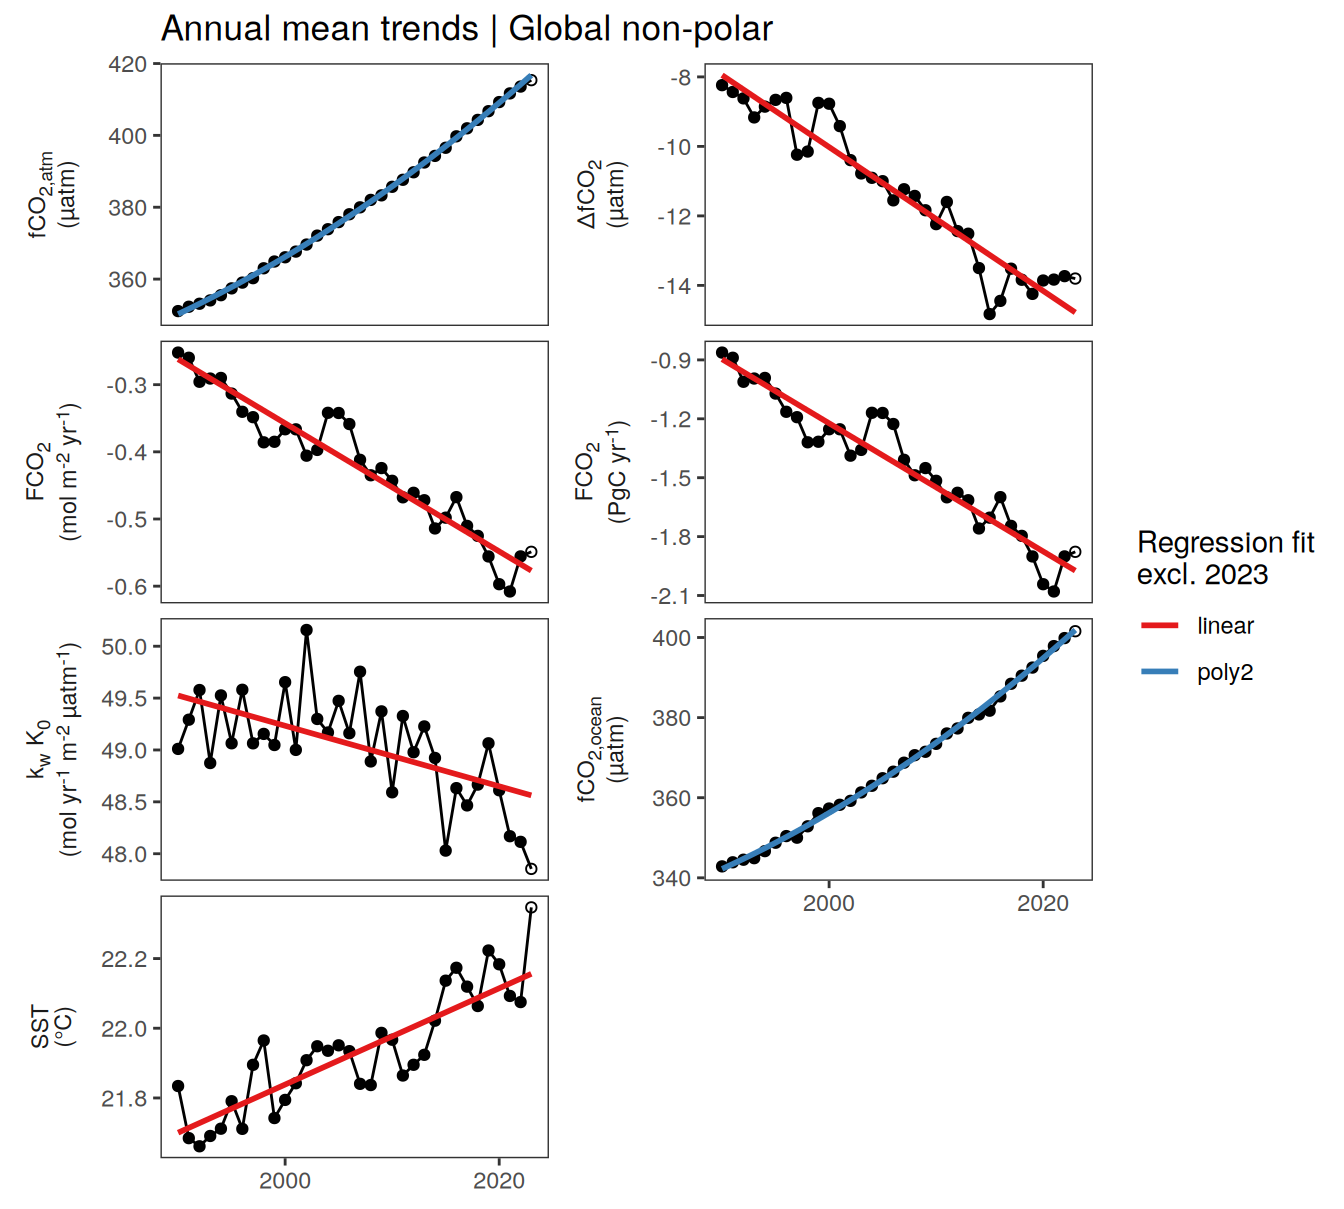 Annual mean trends | Global non-polar
fCO2,atm
(µatm)
420
400
380
360
ΔfCO2
(µatm)
-8
-10
-12
-14
FCO2
(mol m-2 yr-1)
-0.3
-0.4
-0.5
-0.6
FCO2
(PgC yr-1)
-0.9
-1.2
-1.5
-1.8
-2.1
kw K0
(mol yr-1 m-2 µatm-1)
50.0
49.5
49.0
48.5
48.0
fCO2,ocean
(µatm)
400
380
360
340
2000 2020
SST
(°C)
22.2
22.0
21.8
2000 2020
Regression fit
excl. 2023
linear
poly2